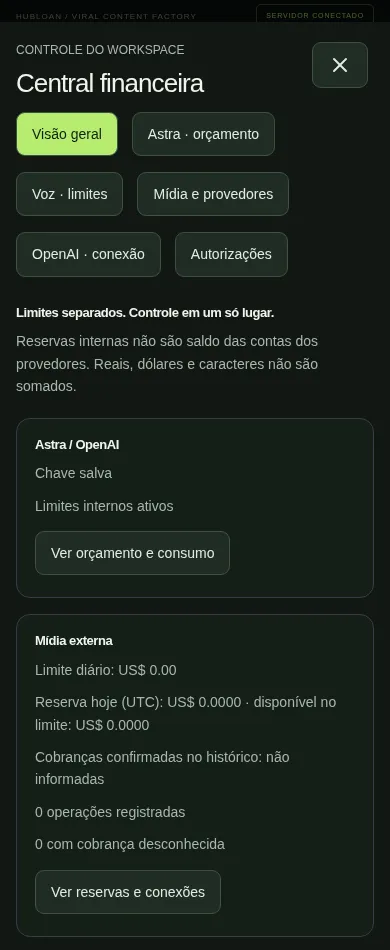 HUBLOAN / VIRAL CONTENT FACTORY
SERVIDOR CONECTADO
CONTROLE DO WORKSPACE
Central financeira
Visão geral
Astra · orçamento
Voz · limites
Mídia e provedores
OpenAI · conexão
Autorizações
Limites separados. Controle em um só lugar.
Reservas internas não são saldo das contas dos
provedores. Reais, dólares e caracteres não são
somados.
Astra / OpenAI
Chave salva
Limites internos ativos
Ver orçamento e consumo
Mídia externa
Limite diário: US$ 0.00
Reserva hoje (UTC): US$ 0.0000 · disponível no
limite: US$ 0.0000
Cobranças confirmadas no histórico: não
informadas
0 operações registradas
0 com cobrança desconhecida
Ver reservas e conexões